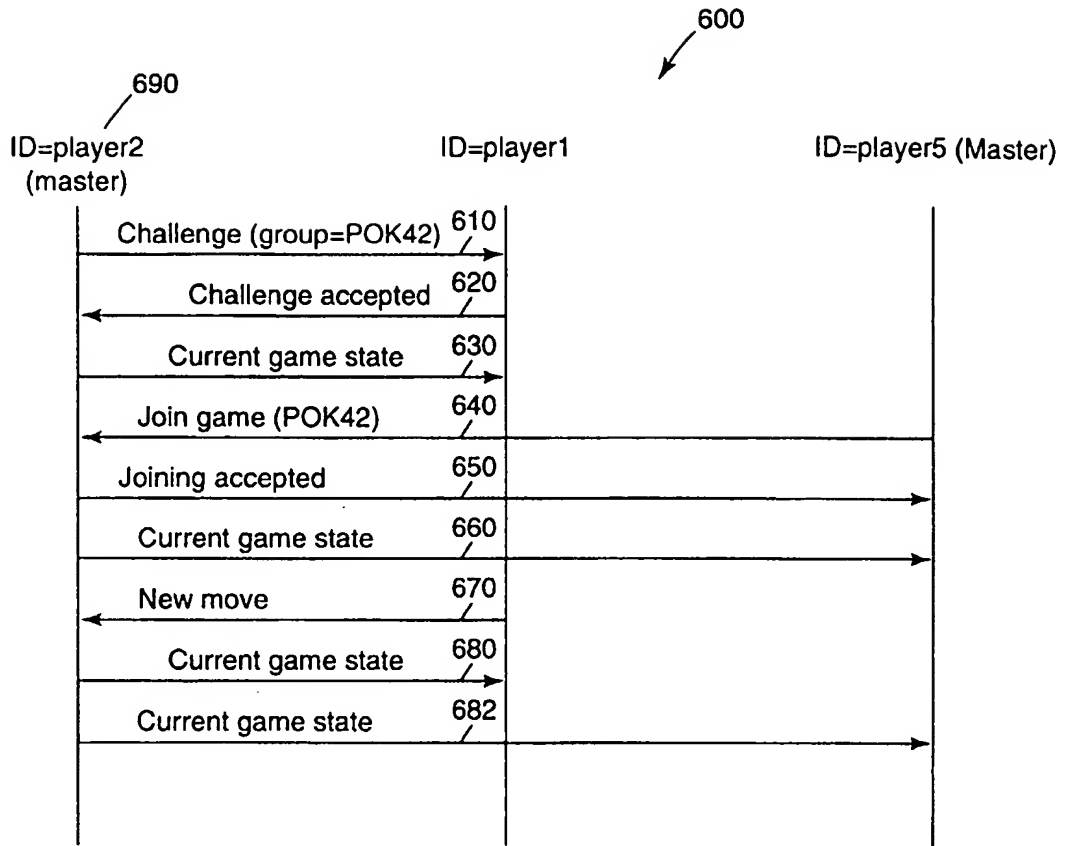 600
690
ID=player2
(master)
ID=player1
ID=player5 (Master)
Challenge (group=POK42)
610
Challenge accepted
620
Current game state
630
Join game (POK42)
640
Joining accepted
650
Current game state
660
New move
670
Current game state
680
Current game state
682